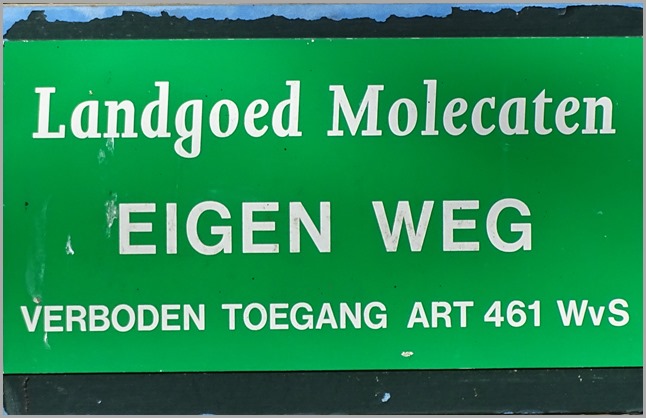 Landgoed Molecaten
EIGEN WEG
VERBODEN TOEGANG ART 461 WvS